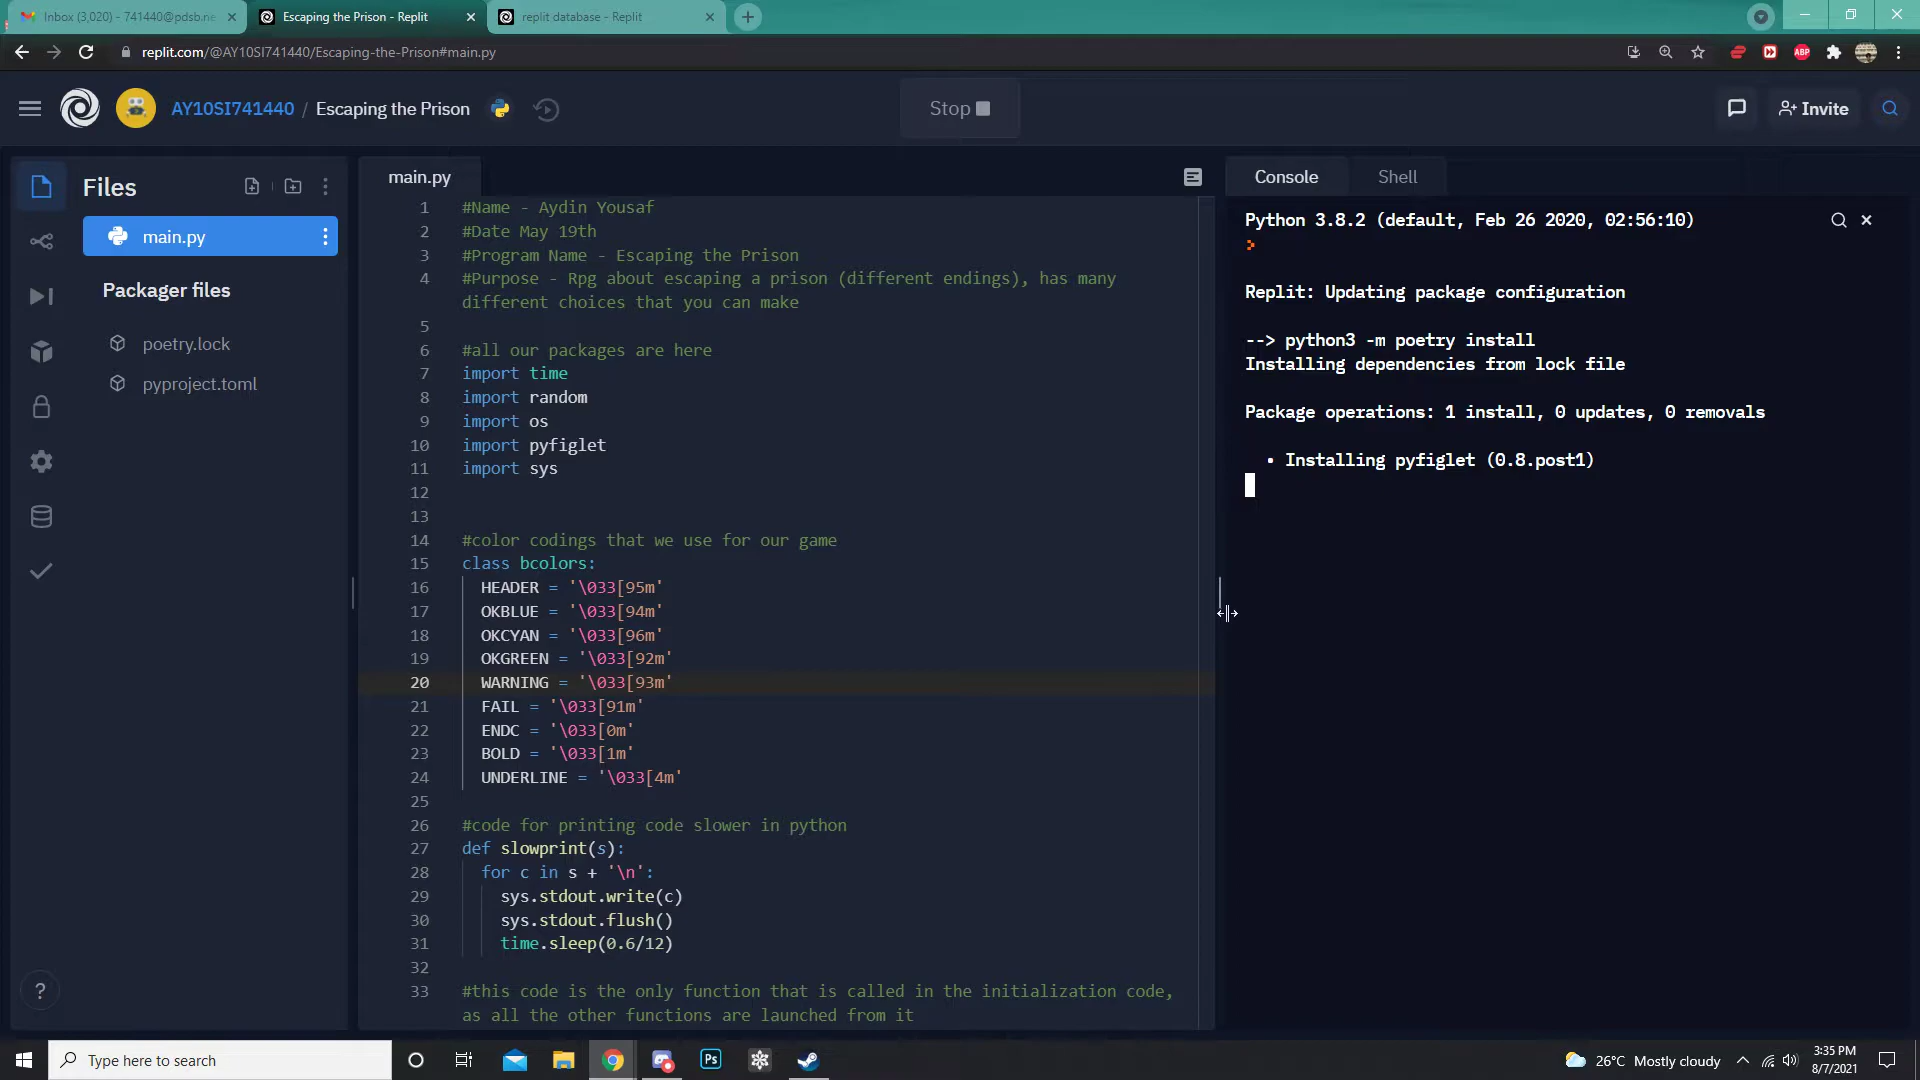 Inbox (3,020) - 741440@pdsb.ne
Escaping the Prison - Replit
replit database - Replit
replit.com/@AY10SI741440/Escaping-the-Prison#main.py
ABP
AY10SI741440 / Escaping the Prison
Stop
Invite
Files
main.py
Packager files
poetry.lock
pyproject.toml
?
main.py
1 #Name - Aydin Yousaf
2 #Date May 19th
3 #Program Name - Escaping the Prison
4 #Purpose - Rpg about escaping a prison (different endings), has many
different choices that you can make
5
6 #all our packages are here
7 import time
8 import random
9 import os
10 import pyfiglet
11 import sys
12
13
14 #color codings that we use for our game
15 class bcolors:
16 HEADER = '\033[95m'
17 OKBLUE = '\033[94m'
18 OKCYAN = '\033[96m'
19 OKGREEN = '\033[92m'
20 WARNING = '\033[93m'
21 FAIL = '\033[91m'
22 ENDC = '\033[0m'
23 BOLD = '\033[1m'
24 UNDERLINE = '\033[4m'
25
26 #code for printing code slower in python
27 def slowprint(s):
28 for c in s + '\n':
29 sys.stdout.write(c)
30 sys.stdout.flush()
31 time.sleep(0.6/12)
32
33 #this code is the only function that is called in the initialization code,
as all the other functions are launched from it
Console
Shell
Python 3.8.2 (default, Feb 26 2020, 02:56:10)
>
Replit: Updating package configuration
--> python3 -m poetry install
Installing dependencies from lock file
Package operations: 1 install, 0 updates, 0 removals
• Installing pyfiglet (0.8.post1)
Type here to search
Ps
26°C Mostly cloudy
3:35 PM
8/7/2021